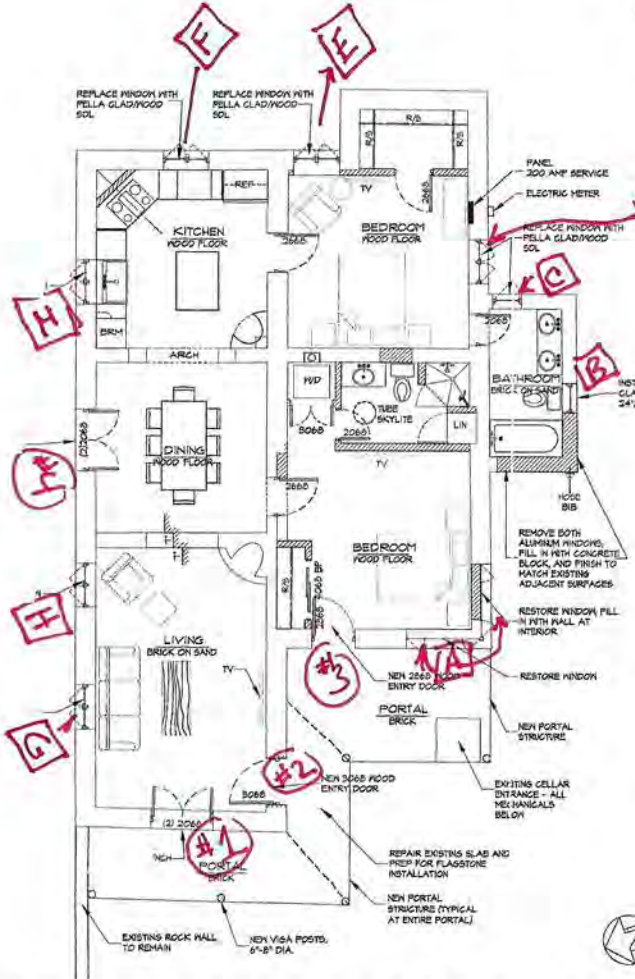 F
E
REPLACE WINDOW WITH
PELLA CLAD/WOOD
SDL
REPLACE WINDOW WITH
PELLA CLAD/WOOD
SDL
R/S
R/S
R/S
TV
2668
PANEL
200 AMP SERVICE
ELECTRIC METER
REF
KITCHEN
WOOD FLOOR
2668
BEDROOM
WOOD FLOOR
REPLACE WINDOW WITH
PELLA CLAD/WOOD
SDL
C
H
BRM
2068
BATHROOM
BRICK ON SAND
B
ARCH
W/D
3068
TUBE
SKYLITE
2068
LIN
(2)2068
DINING
WOOD FLOOR
#4
TV
HOSE
BIB
2668
BEDROOM
WOOD FLOOR
REMOVE BOTH
ALUMINUM WINDOWS,
FILL IN WITH CONCRETE
BLOCK, AND FINISH TO
MATCH EXISTING
ADJACENT SURFACES
R/S
H
RESTORE WINDOW, FILL
IN WITH WALL AT
INTERIOR
LIVING
BRICK ON SAND
TV
#3
NEW 2868 WOOD
ENTRY DOOR
NA
RESTORE WINDOW
PORTAL
BRICK
G
NEW PORTAL
STRUCTURE
#2
NEW 3068 WOOD
ENTRY DOOR
3068
EXISTING CELLAR
ENTRANCE - ALL
MECHANICALS
BELOW
(2) 2068
#1
PORTAL
BRICK
REPAIR EXISTING SLAB AND
PREP FOR FLAGSTONE
INSTALLATION
EXISTING ROCK WALL
TO REMAIN
NEW VIGA POSTS,
6"-8" DIA.
NEW PORTAL
STRUCTURE (TYPICAL
AT ENTIRE PORTAL)